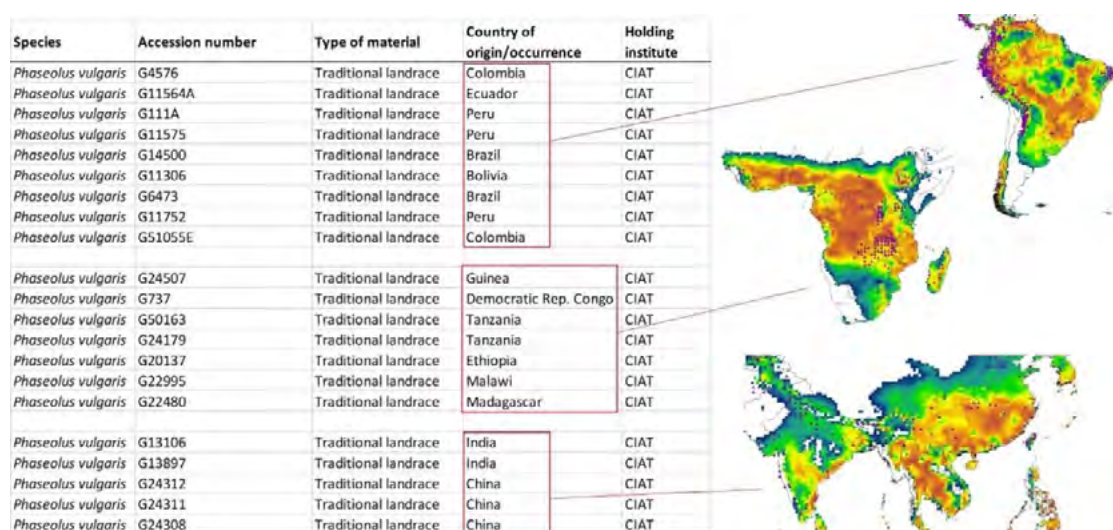 Species Accession number Type of material Country of origin/occurrence Holding institute
Phaseolus vulgaris G4576 Traditional landrace Colombia CIAT
Phaseolus vulgaris G11564A Traditional landrace Ecuador CIAT
Phaseolus vulgaris G111A Traditional landrace Peru CIAT
Phaseolus vulgaris G11575 Traditional landrace Peru CIAT
Phaseolus vulgaris G14500 Traditional landrace Brazil CIAT
Phaseolus vulgaris G11306 Traditional landrace Bolivia CIAT
Phaseolus vulgaris G6473 Traditional landrace Brazil CIAT
Phaseolus vulgaris G11752 Traditional landrace Peru CIAT
Phaseolus vulgaris G51055E Traditional landrace Colombia CIAT
Phaseolus vulgaris G24507 Traditional landrace Guinea CIAT
Phaseolus vulgaris G737 Traditional landrace Democratic Rep. Congo CIAT
Phaseolus vulgaris G50163 Traditional landrace Tanzania CIAT
Phaseolus vulgaris G24179 Traditional landrace Tanzania CIAT
Phaseolus vulgaris G20137 Traditional landrace Ethiopia CIAT
Phaseolus vulgaris G22995 Traditional landrace Malawi CIAT
Phaseolus vulgaris G22480 Traditional landrace Madagascar CIAT
Phaseolus vulgaris G13106 Traditional landrace India CIAT
Phaseolus vulgaris G13897 Traditional landrace India CIAT
Phaseolus vulgaris G24312 Traditional landrace China CIAT
Phaseolus vulgaris G24311 Traditional landrace China CIAT
Phaseolus vulgaris G24308 Traditional landrace China CIAT